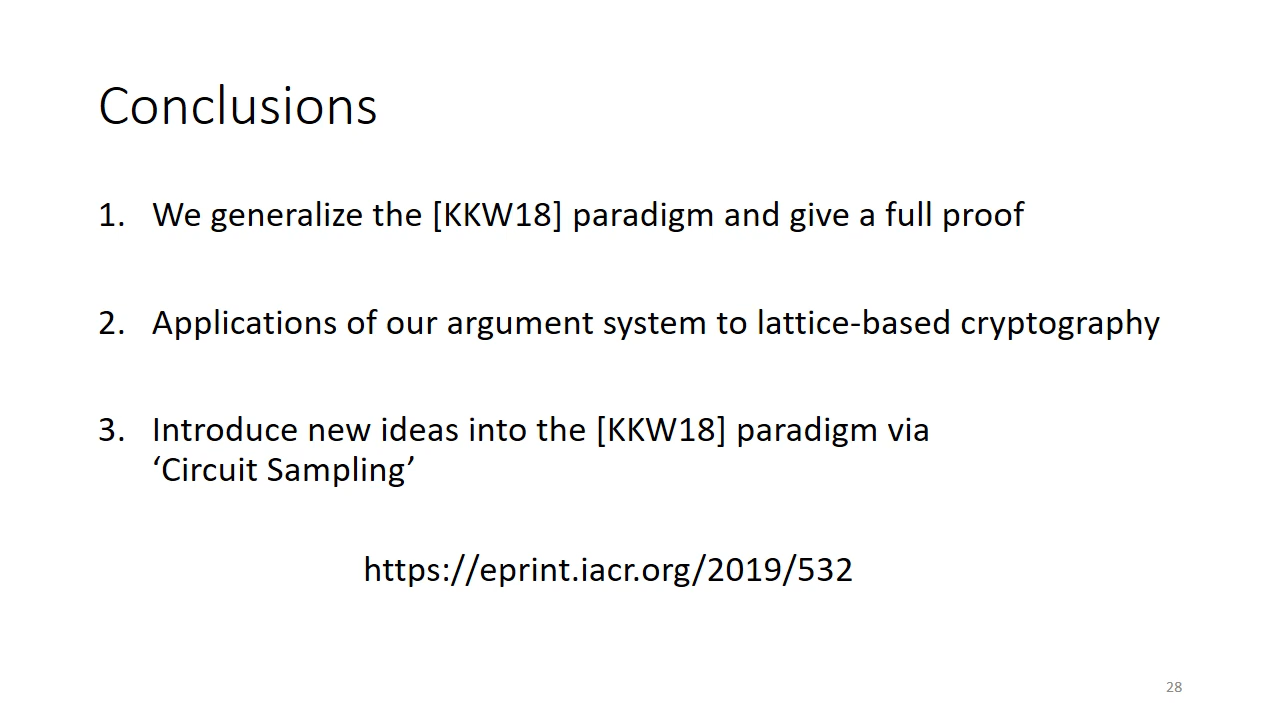 Conclusions
1. We generalize the [KKW18] paradigm and give a full proof
2. Applications of our argument system to lattice-based cryptography
3. Introduce new ideas into the [KKW18] paradigm via
‘Circuit Sampling’
https://eprint.iacr.org/2019/532
28